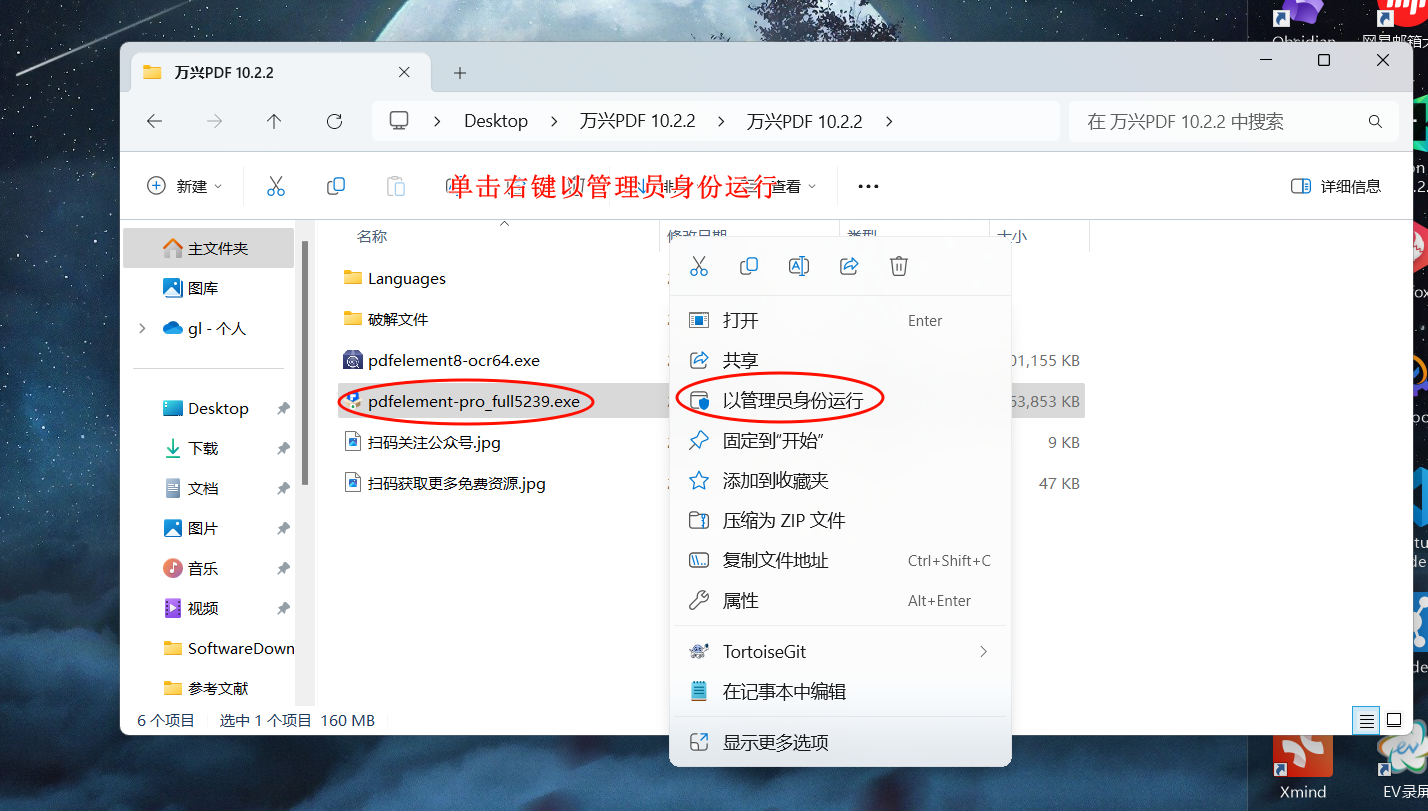 Obsidian
万兴PDF 10.2.2
Desktop
万兴PDF 10.2.2
万兴PDF 10.2.2
在 万兴PDF 10.2.2 中搜索
新建
单击右键以管理员身份运行
查看
详细信息
名称
修改日期
类型
大小
主文件夹
图库
gl - 个人
Desktop
下载
文档
图片
音乐
视频
SoftwareDown
参考文献
Languages
破解文件
pdfelement8-ocr64.exe
01,155 KB
pdfelement-pro_full5239.exe
53,853 KB
扫码关注公众号.jpg
9 KB
扫码获取更多免费资源.jpg
47 KB
打开
Enter
共享
以管理员身份运行
固定到“开始”
添加到收藏夹
压缩为 ZIP 文件
复制文件地址
Ctrl+Shift+C
属性
Alt+Enter
TortoiseGit
在记事本中编辑
显示更多选项
6 个项目
选中 1 个项目 160 MB
Xmind
EV录屏